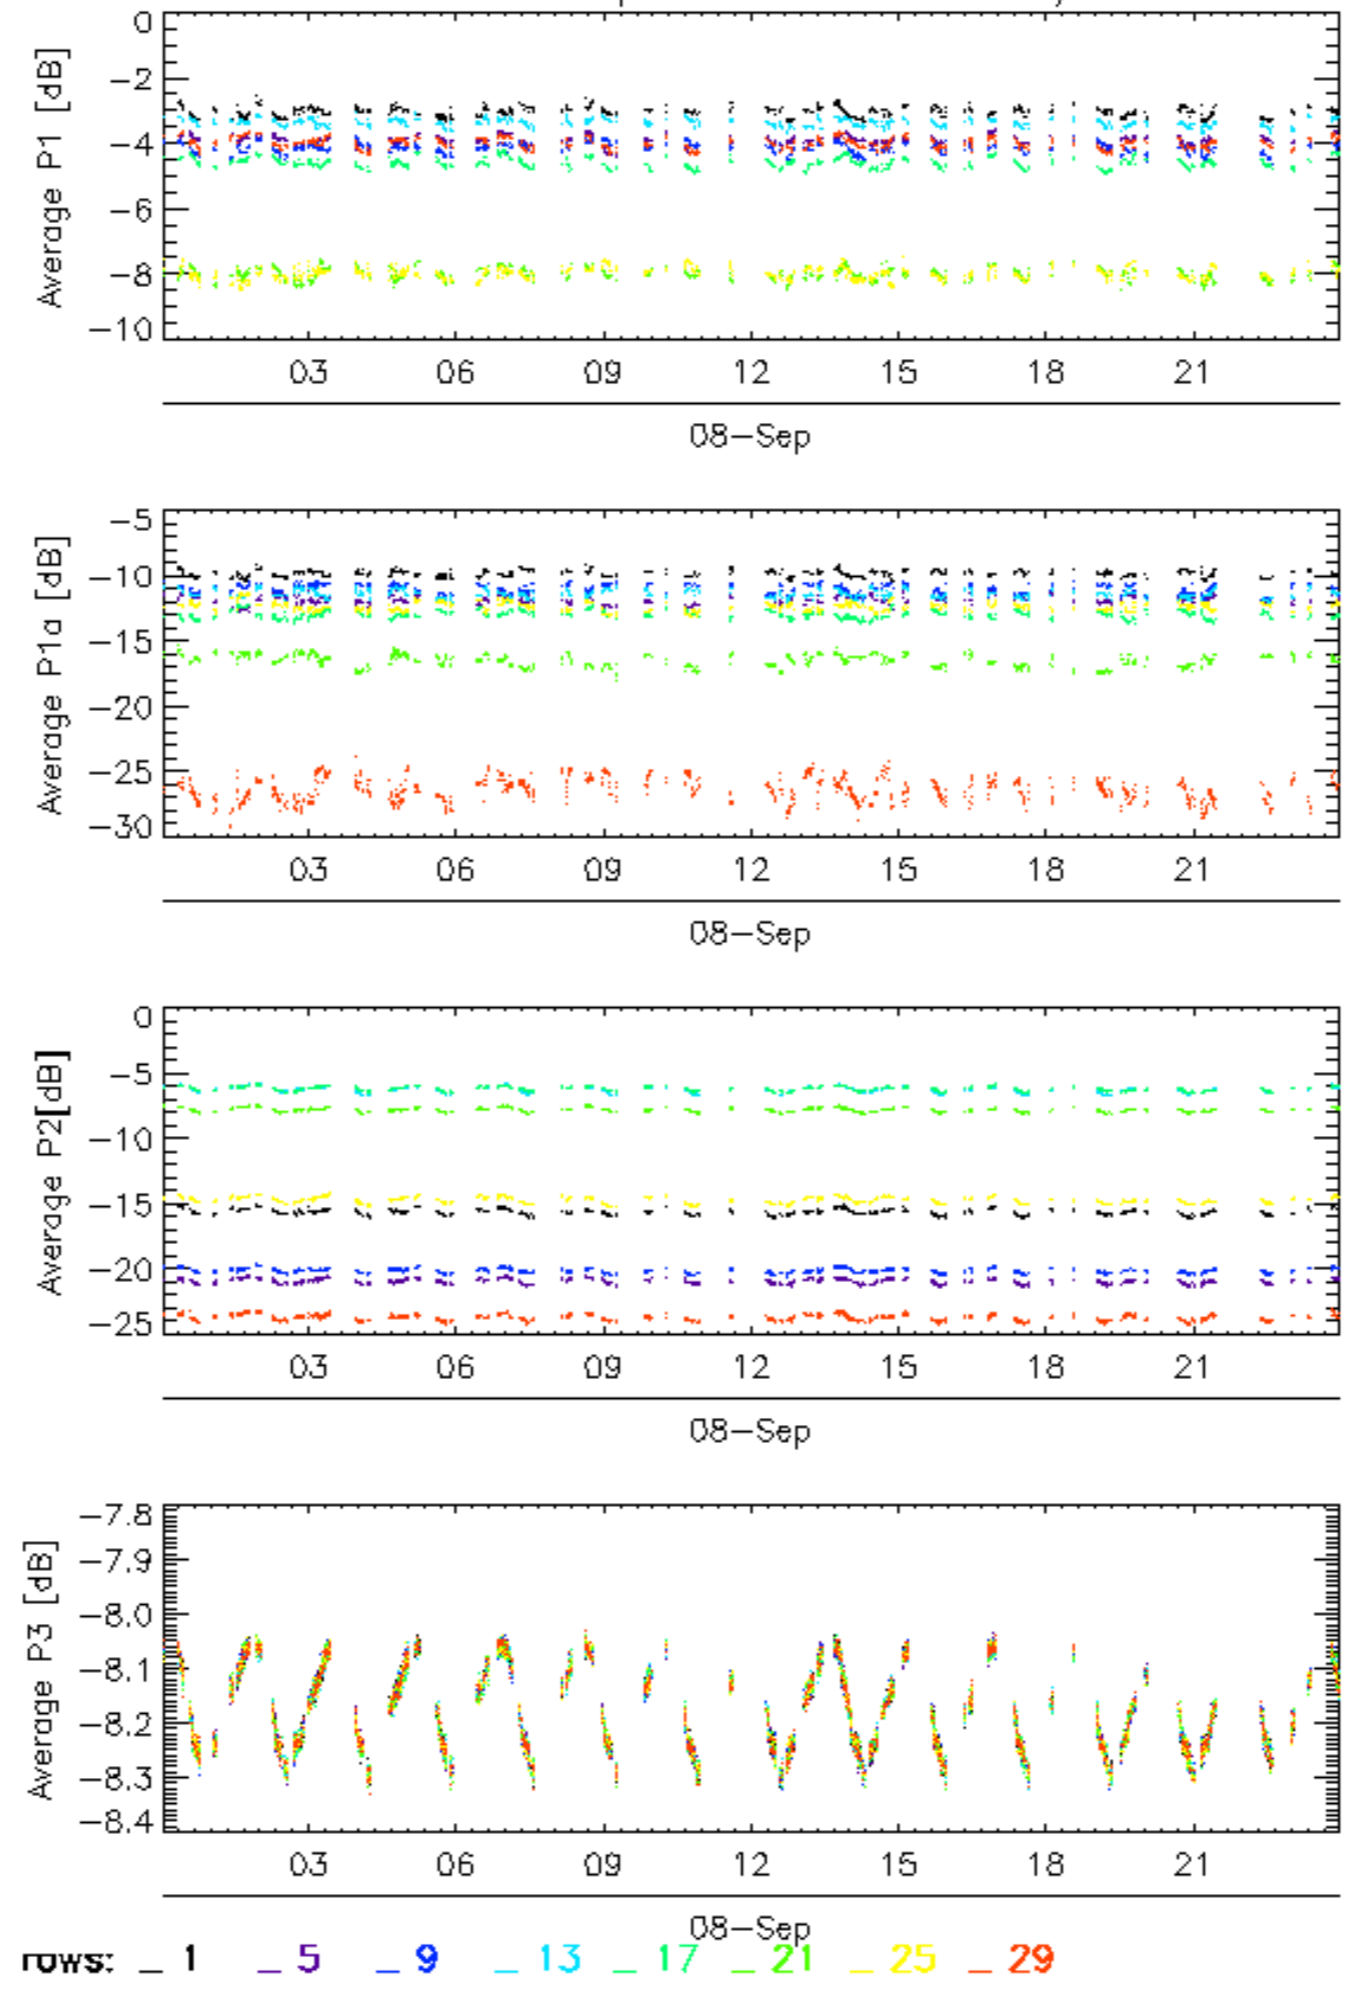 0
−2
−4
−6
−8
−10
Average P1 [dB]
03 06 09 12 15 18 21
08−Sep
−5
−10
−15
−20
−25
−30
Average P1a [dB]
03 06 09 12 15 18 21
08−Sep
0
−5
−10
−15
−20
−25
Average P2[dB]
03 06 09 12 15 18 21
08−Sep
−7.8
−7.9
−8.0
−8.1
−8.2
−8.3
−8.4
Average P3 [dB]
03 06 09 12 15 18 21
08−Sep
rows: _ 1 _ 5 _ 9 _ 13 _ 17 _ 21 _ 25 _ 29